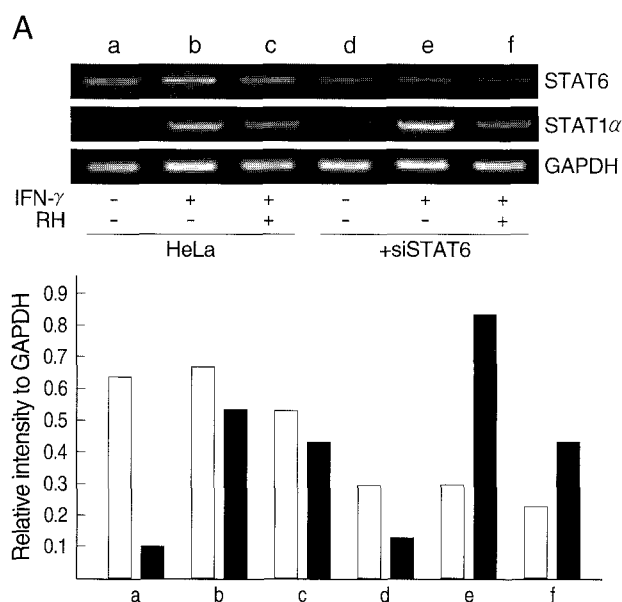 A
a b c d e f
STAT6
STAT1α
GAPDH
IFN-γ - + + - + +
RH - - + - - +
HeLa +siSTAT6
Relative intensity to GAPDH
0.9
0.8
0.7
0.6
0.5
0.4
0.3
0.2
0.1
a b c d e f